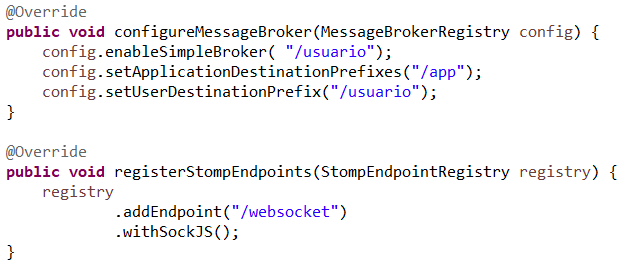 @Override
public void configureMessageBroker(MessageBrokerRegistry config) {
    config.enableSimpleBroker( "/usuario");
    config.setApplicationDestinationPrefixes("/app");
    config.setUserDestinationPrefix("/usuario");
}

@Override
public void registerStompEndpoints(StompEndpointRegistry registry) {
    registry
            .addEndpoint("/websocket")
            .withSockJS();
}